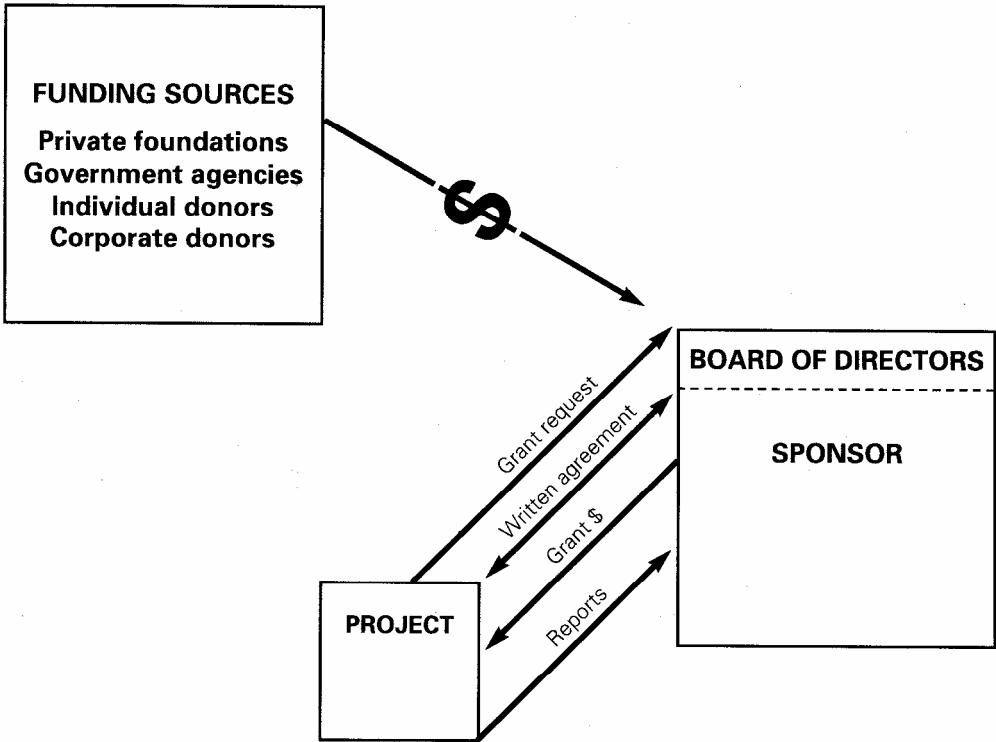 FUNDING SOURCES
Private foundations
Government agencies
Individual donors
Corporate donors
$
BOARD OF DIRECTORS
SPONSOR
Grant request
Written agreement
Grant $
Reports
PROJECT